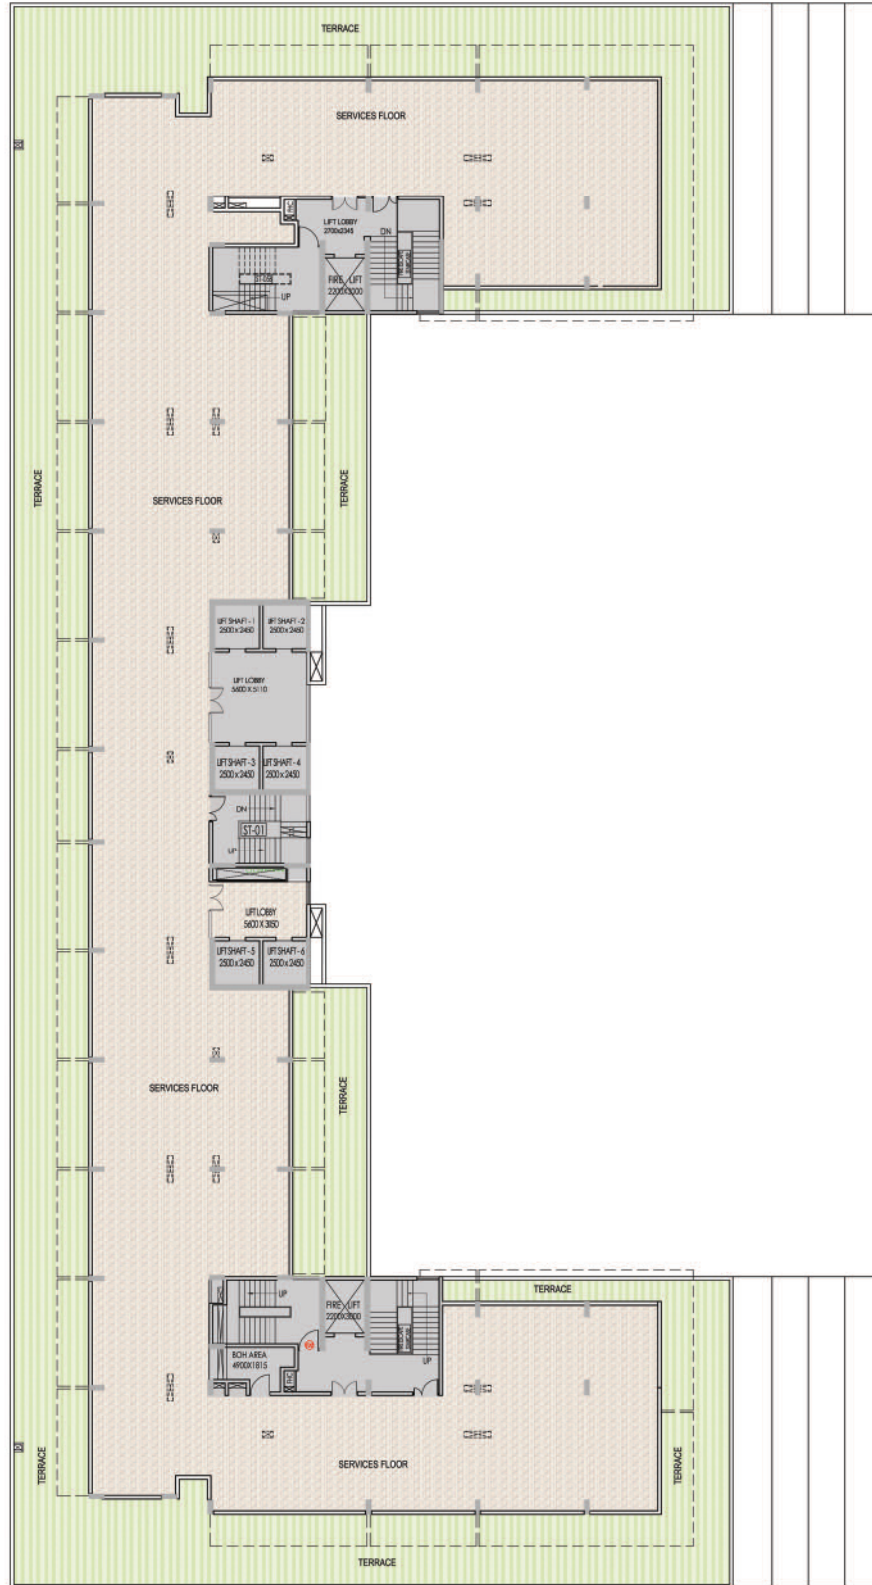 TERRACE
SERVICES FLOOR
FHC
LIFT LOBBY
2700x2345
DN
FIRE LIFT
2200X3000
UP
TERRACE
TERRACE
SERVICES FLOOR
LIFT SHAFT - 1
2500 x 2450
LIFT SHAFT - 2
2500 x 2450
LIFT LOBBY
5600 X 5110
LIFT SHAFT - 3
2500 x 2450
LIFT SHAFT - 4
2500 x 2450
DN
ST-01
UP
LIFT LOBBY
5600 X 3850
LIFT SHAFT - 5
2500 x 2450
LIFT SHAFT - 6
2500 x 2450
SERVICES FLOOR
TERRACE
TERRACE
UP
FIRE LIFT
2200X3000
BOH AREA
4900X1815
FHC
UP
SERVICES FLOOR
TERRACE
TERRACE
TERRACE